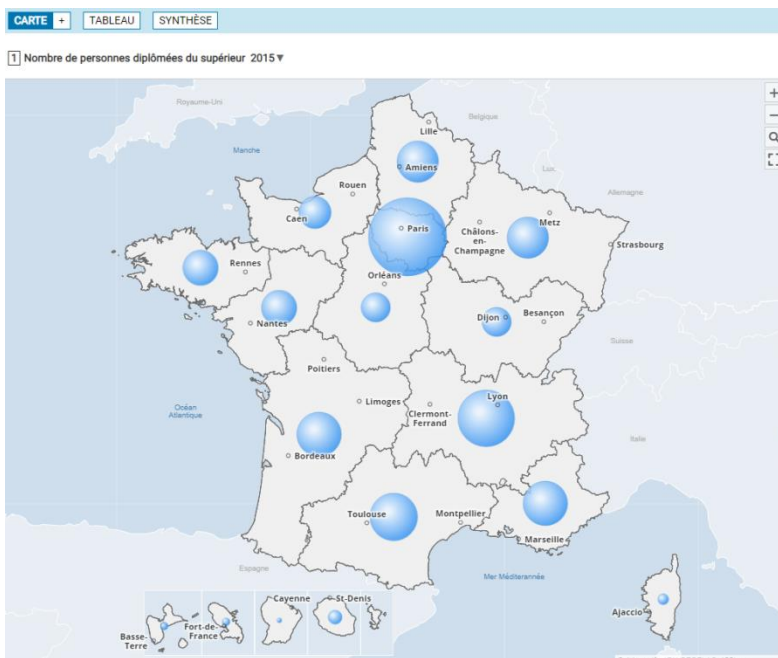 CARTE +
TABLEAU
SYNTHÈSE
1 Nombre de personnes diplômées du supérieur 2015▼
Royaume-Uni
Belgique
Lille
Manche
Amiens
Lux.
Allemagne
Rouen
Caen
Paris
Châlons-
en-
Champagne
Metz
Strasbourg
Rennes
Orléans
Nantes
Dijon
Besançon
Suisse
Poitiers
Océan
Atlantique
Limoges
Clermont-
Ferrand
Lyon
Italie
Bordeaux
Toulouse
Montpellier
Marseille
Espagne
Mer Méditerranée
Cayenne
St-Denis
Basse-
Terre
Fort-de-
France
Ajaccio